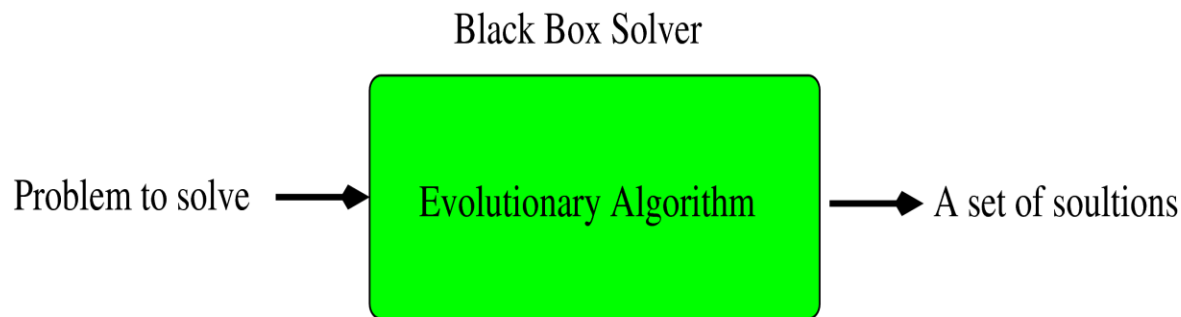 Black Box Solver
Problem to solve
Evolutionary Algorithm
A set of soultions